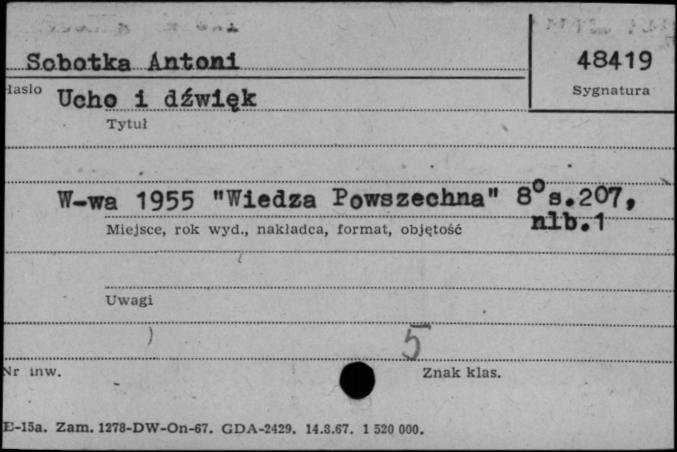 Sobotka Antoni
48419
Hasło
Sygnatura
Ucho i dźwięk
Tytuł
W-wa 1955 "Wiedza Powszechna" 8° s.207,
nlb.1
Miejsce, rok wyd., nakładca, format, objętość
Uwagi
5
Nr inw.
Znak klas.
E-15a. Zam. 1278-DW-On-67. GDA-2429. 14.8.67. 1 520 000.